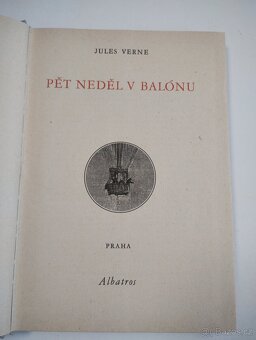 JULES VERNE
PĚT NEDĚL V BALÓNU
PRAHA
Albatros